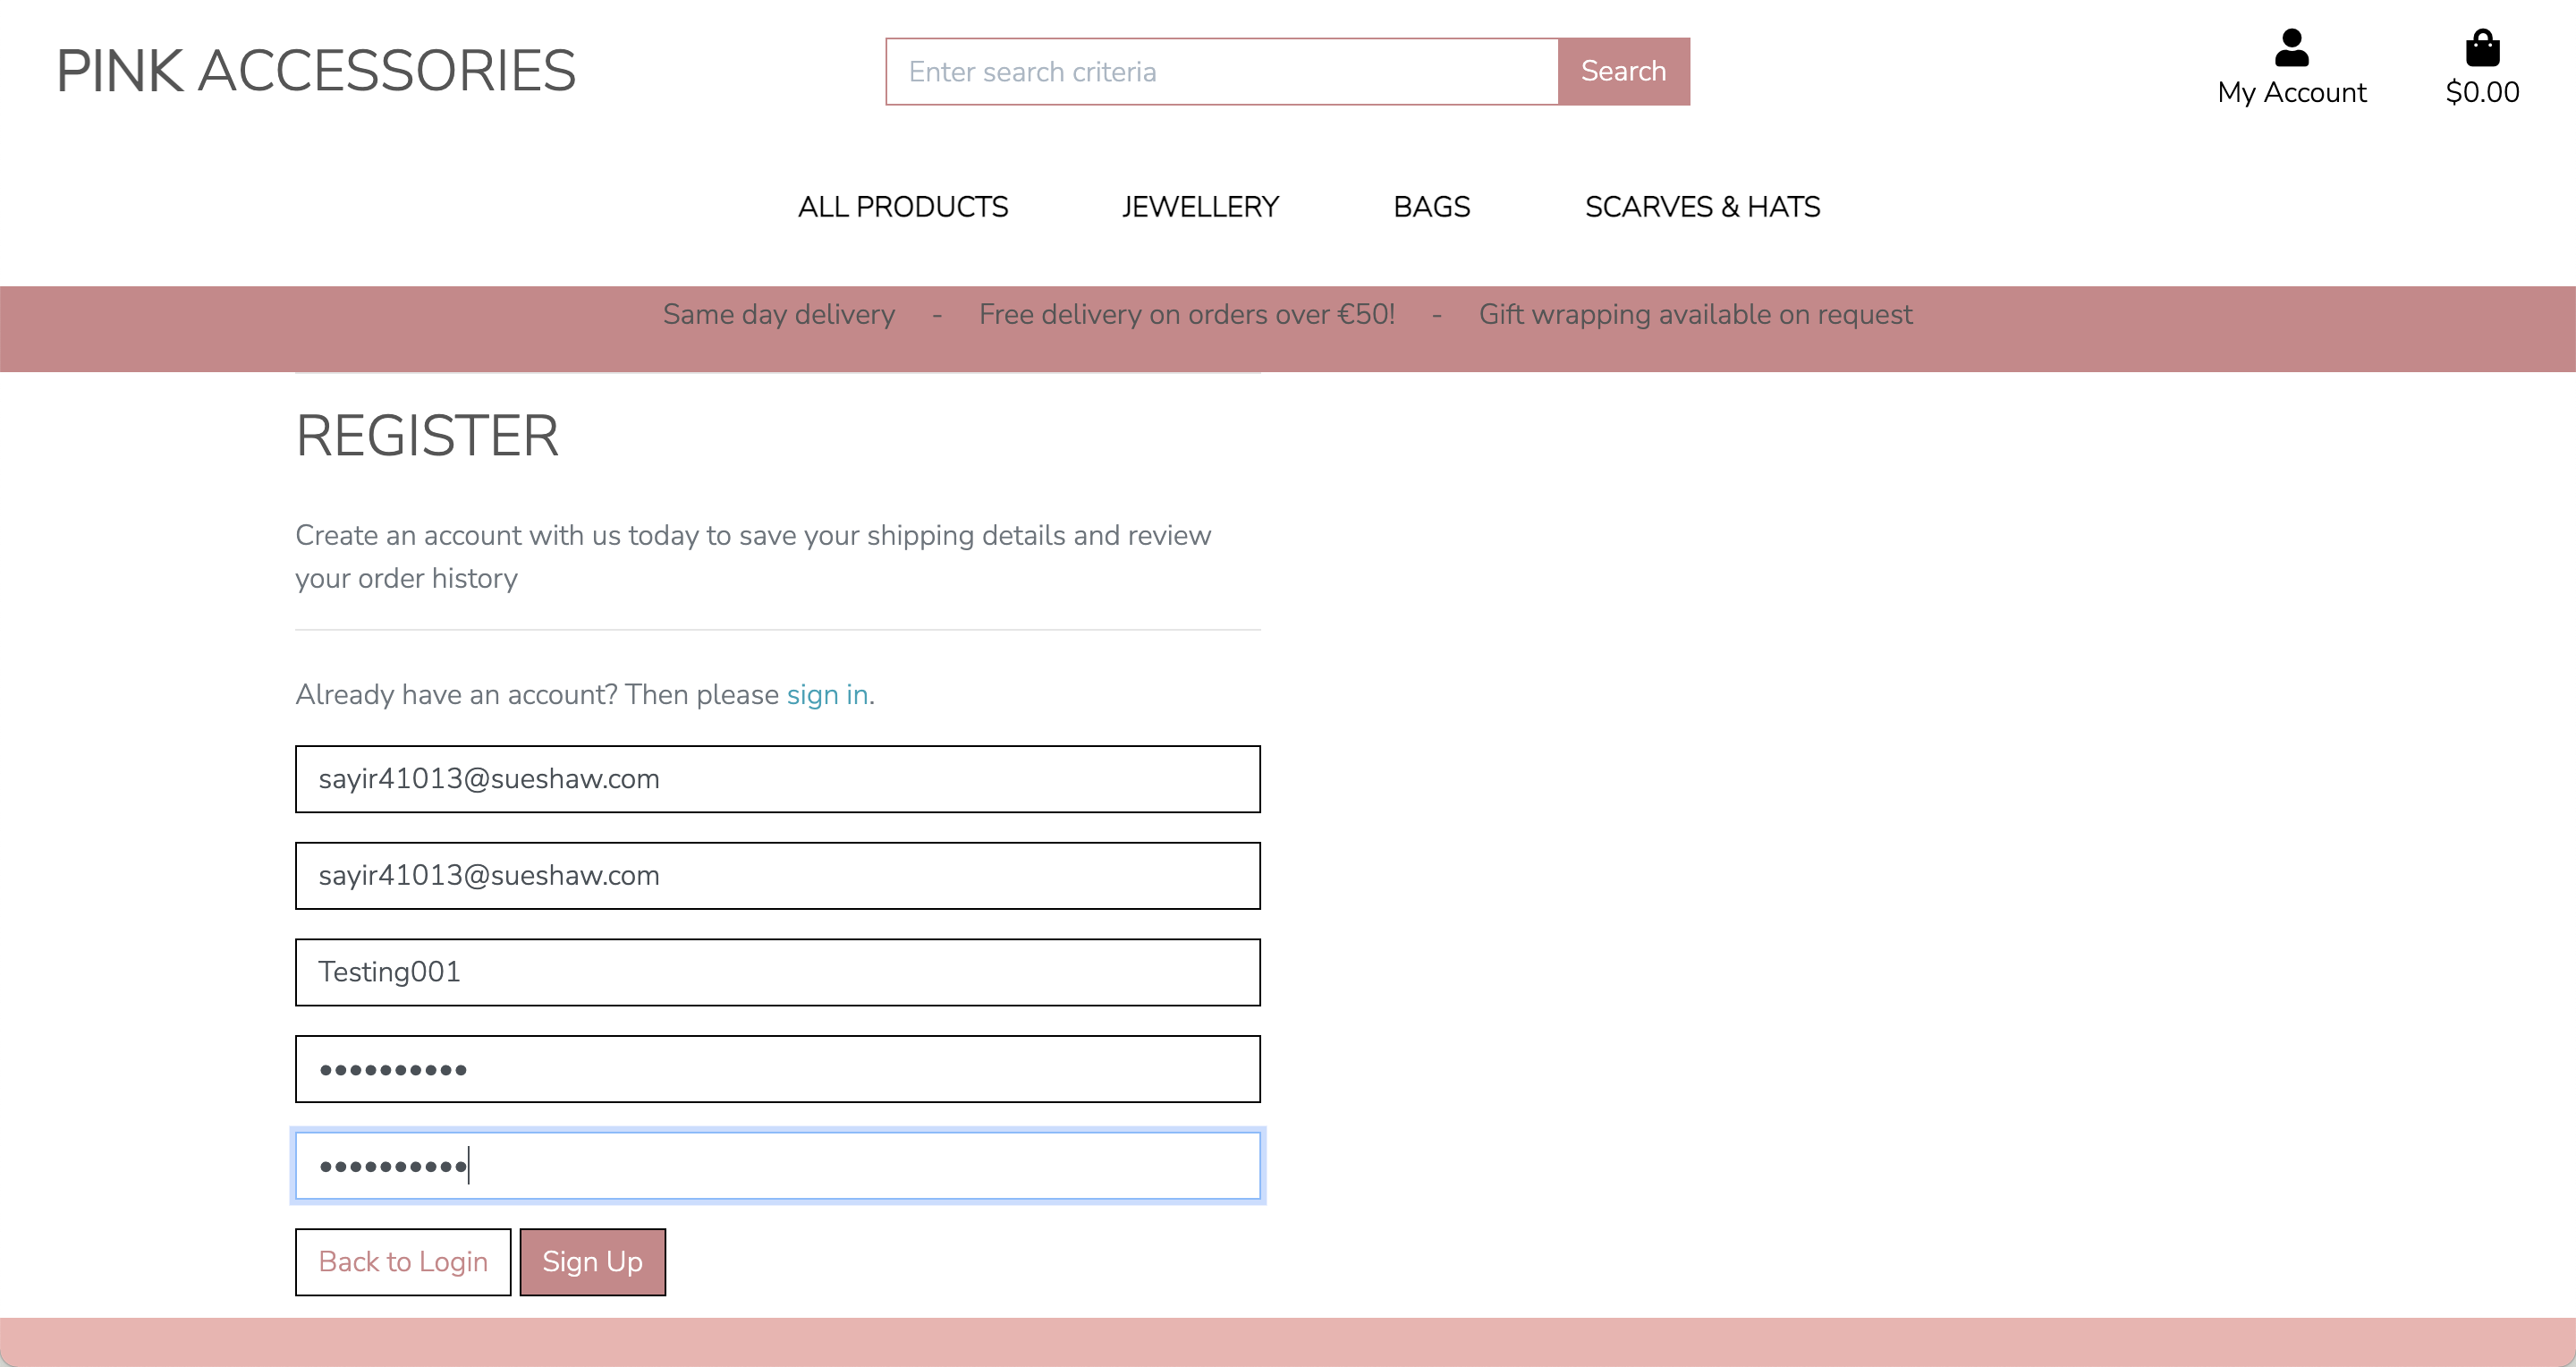 PINK ACCESSORIES
Enter search criteria
Search
My Account
$0.00
ALL PRODUCTS JEWELLERY BAGS SCARVES & HATS
Same day delivery - Free delivery on orders over €50! - Gift wrapping available on request
REGISTER
Create an account with us today to save your shipping details and review
your order history
Already have an account? Then please sign in.
sayir41013@sueshaw.com
sayir41013@sueshaw.com
Testing001
••••••••••
••••••••••
Back to Login
Sign Up